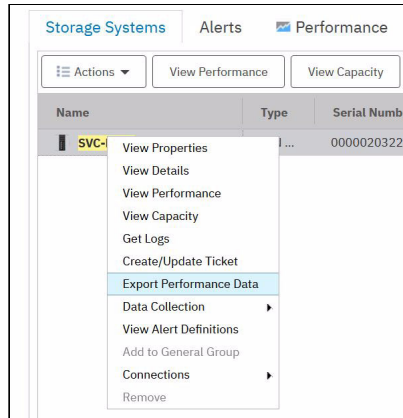 Storage Systems Alerts Performance
Actions View Performance View Capacity
Name Type Serial
SVC- ... 0000020322
View Properties
View Details
View Performance
View Capacity
Get Logs
Create/Update Ticket
Export Performance Data
Data Collection
View Alert Definitions
Add to General Group
Connections
Remove